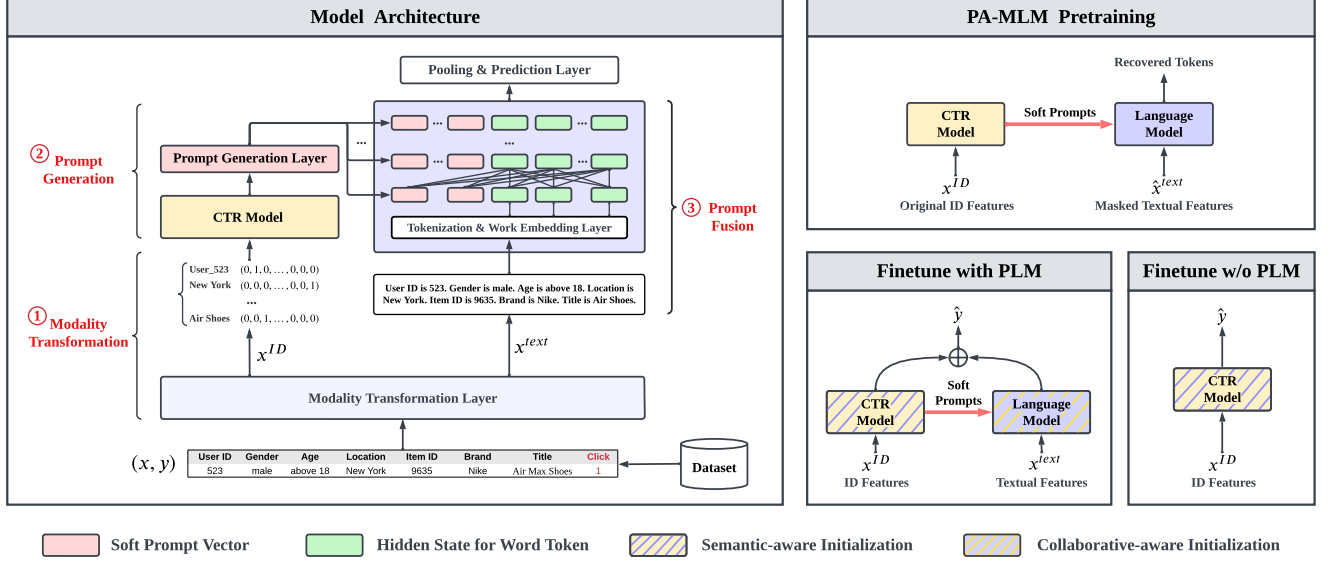 Model Architecture
Pooling & Prediction Layer
... ...
...
... ...
...
... ...
② Prompt
Generation
Prompt Generation Layer
CTR Model
Tokenization & Work Embedding Layer
③ Prompt
Fusion
User_523 (0, 1, 0, ... , 0, 0, 0)
New York (0, 0, 0, ... , 0, 0, 1)
...
Air Shoes (0, 0, 1, ... , 0, 0, 0)
User ID is 523. Gender is male. Age is above 18. Location is
New York. Item ID is 9635. Brand is Nike. Title is Air Shoes.
① Modality
Transformation
x^{ID}
x^{text}
Modality Transformation Layer
(x, y)
User ID Gender Age Location Item ID Brand Title Click
523 male above 18 New York 9635 Nike Air Max Shoes 1
Dataset
PA-MLM Pretraining
Recovered Tokens
CTR
Model
Soft Prompts
Language
Model
x^{ID}
x̂^{text}
Original ID Features
Masked Textual Features
Finetune with PLM
ŷ
CTR
Model
Soft
Prompts
Language
Model
x^{ID}
x^{text}
ID Features
Textual Features
Finetune w/o PLM
ŷ
CTR
Model
x^{ID}
ID Features
Soft Prompt Vector
Hidden State for Word Token
Semantic-aware Initialization
Collaborative-aware Initialization